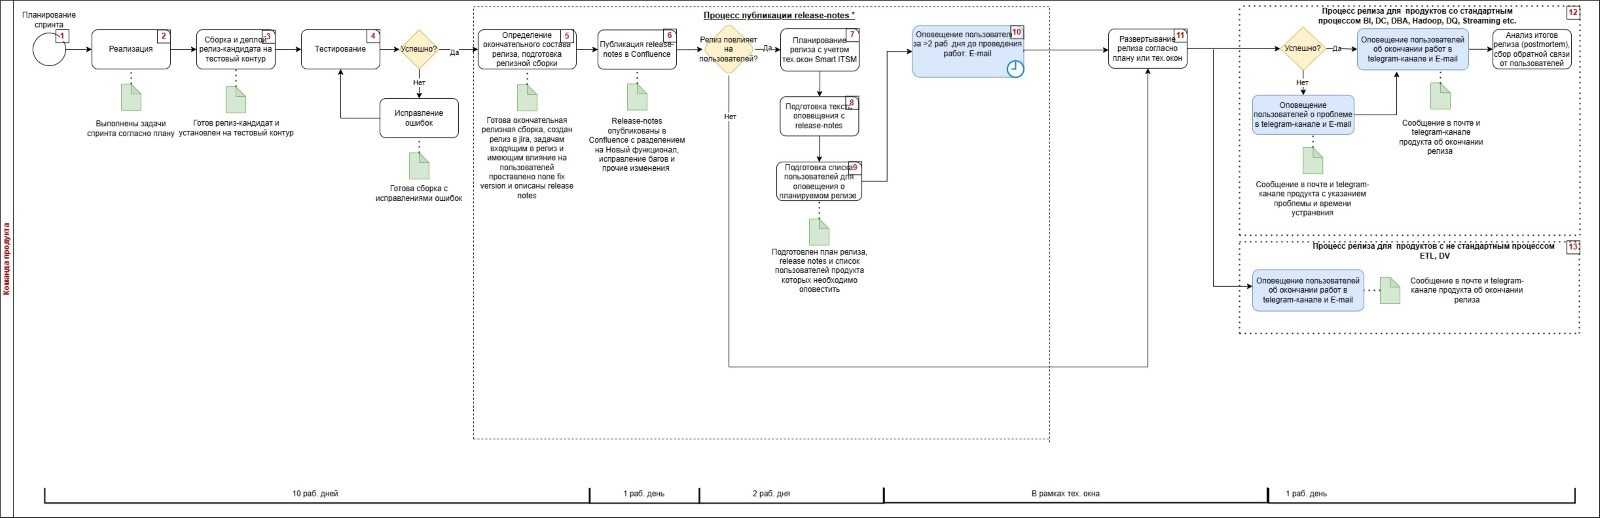 Команда продукта
Планирование
спринта
1
Реализация
2
Выполнены задачи
спринта согласно плану
Сборка и деплой
релиз-кандидата на
тестовый контур
3
Готов релиз-кандидат и
установлен на тестовый контур
Тестирование
4
Успешно?
Да
Нет
Исправление
ошибок
Готова сборка с
исправлениями ошибок
Процесс публикации release-notes *
Определение
окончательного состава
релиза, подготовка
релизной сборки
5
Готова окончательная
релизная сборка, создан
релиз в jira, задачам
входящим в релиз и
имеющим влияние на
пользователей
проставлено поле fix
version и описаны release
notes
Публикация release-
notes в Confluence
6
Release-notes
опубликованы в
Confluence с разделением
на Новый функционал,
исправление багов и
прочие изменения
Релиз повлияет
на
пользователей?
Да
Нет
Планирование
релиза с учетом
тех.окон Smart ITSM
7
Подготовка текста
оповещения с
release-notes
8
Подготовка списка
пользователей для
оповещения о
планируемом релизе
9
Подготовлен план релиза,
release notes и список
пользователей продукта
которых необходимо
оповестить
Оповещение пользователей
за >2 раб. дня до проведения
работ. E-mail
10
Развертывание
релиза согласно
плану или тех.окон
11
Процесс релиза для продуктов со стандартным
процессом BI, DC, DBA, Hadoop, DQ, Streaming etc.
12
Успешно?
Да
Нет
Оповещение пользователей
об окончании работ в
telegram-канале и E-mail
Сообщение в почте и
telegram-канале
продукта об окончании
релиза
Анализ итогов
релиза (postmortem),
сбор обратной связи
от пользователей
Оповещение
пользователей о проблеме
в telegram-канале и E-mail
Сообщение в почте и telegram-
канале продукта с указанием
проблемы и времени
устранения
Процесс релиза для продуктов с не стандартным процессом
ETL, DV
13
Оповещение пользователей
об окончании работ в
telegram-канале и E-mail
Сообщение в почте и telegram-
канале продукта об окончании
релиза
10 раб. дней
1 раб. день
2 раб. дня
В рамках тех. окна
1 раб. день